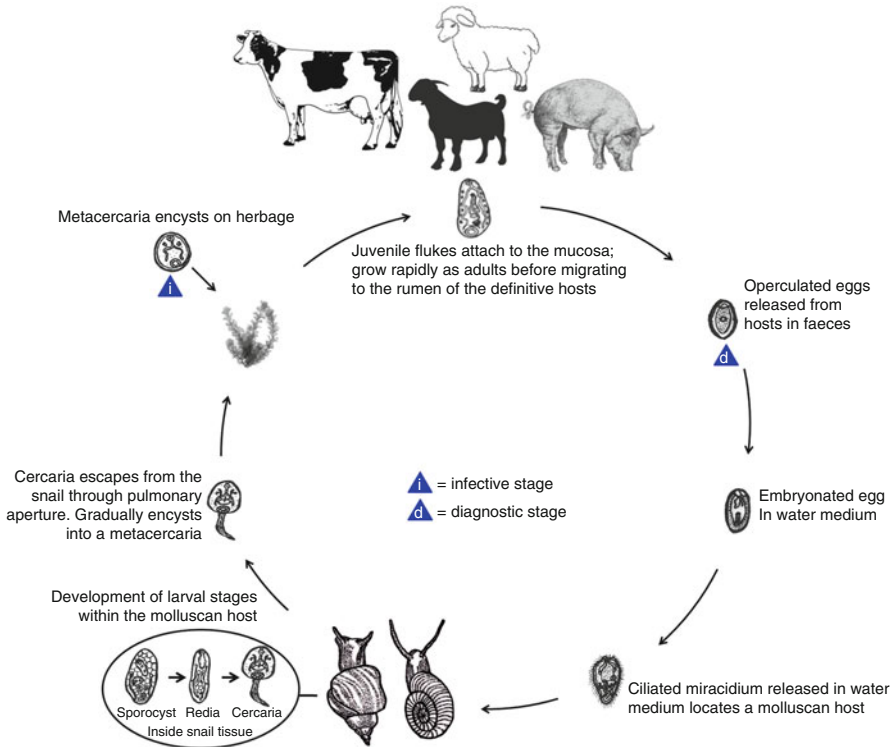 Metacercaria encysts on herbage
i
Juvenile flukes attach to the mucosa;
grow rapidly as adults before migrating
to the rumen of the definitive hosts
Operculated eggs
released from
hosts in faeces
d
Embryonated egg
In water medium
Ciliated miracidium released in water
medium locates a molluscan host
Development of larval stages
within the molluscan host
Sporocyst Redia Cercaria
Inside snail tissue
Cercaria escapes from the
snail through pulmonary
aperture. Gradually encysts
into a metacercaria
i = infective stage
d = diagnostic stage